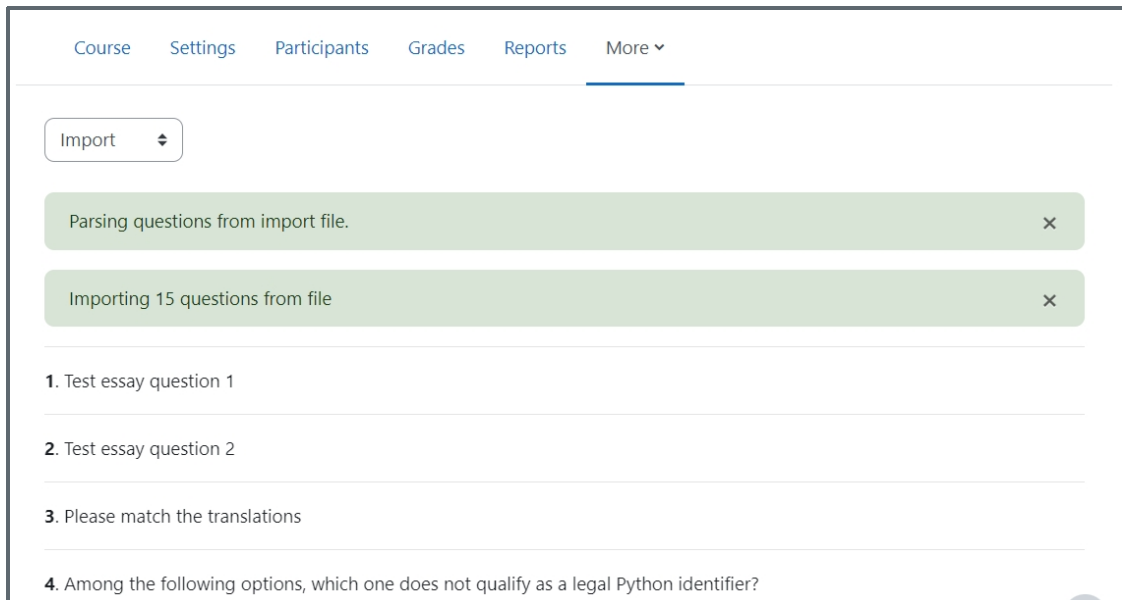 Course Settings Participants Grades Reports More
Import
Parsing questions from import file.
Importing 15 questions from file
1. Test essay question 1
2. Test essay question 2
3. Please match the translations
4. Among the following options, which one does not qualify as a legal Python identifier?